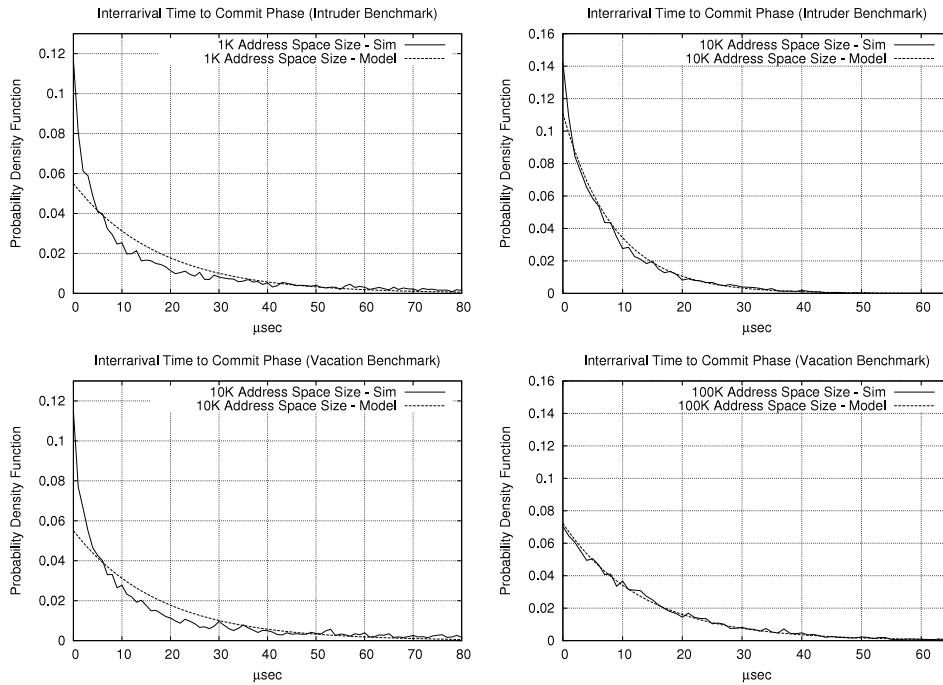 Interrarival Time to Commit Phase (Intruder Benchmark)
1K Address Space Size - Sim
1K Address Space Size - Model
Probability Density Function
0.12
0.1
0.08
0.06
0.04
0.02
0
0 10 20 30 40 50 60 70 80
μsec
Interrarival Time to Commit Phase (Intruder Benchmark)
10K Address Space Size - Sim
10K Address Space Size - Model
Probability Density Function
0.16
0.14
0.12
0.1
0.08
0.06
0.04
0.02
0
0 10 20 30 40 50 60
μsec
Interrarival Time to Commit Phase (Vacation Benchmark)
10K Address Space Size - Sim
10K Address Space Size - Model
Probability Density Function
0.12
0.1
0.08
0.06
0.04
0.02
0
0 10 20 30 40 50 60 70 80
μsec
Interrarival Time to Commit Phase (Vacation Benchmark)
100K Address Space Size - Sim
100K Address Space Size - Model
Probability Density Function
0.16
0.14
0.12
0.1
0.08
0.06
0.04
0.02
0
0 10 20 30 40 50 60
μsec